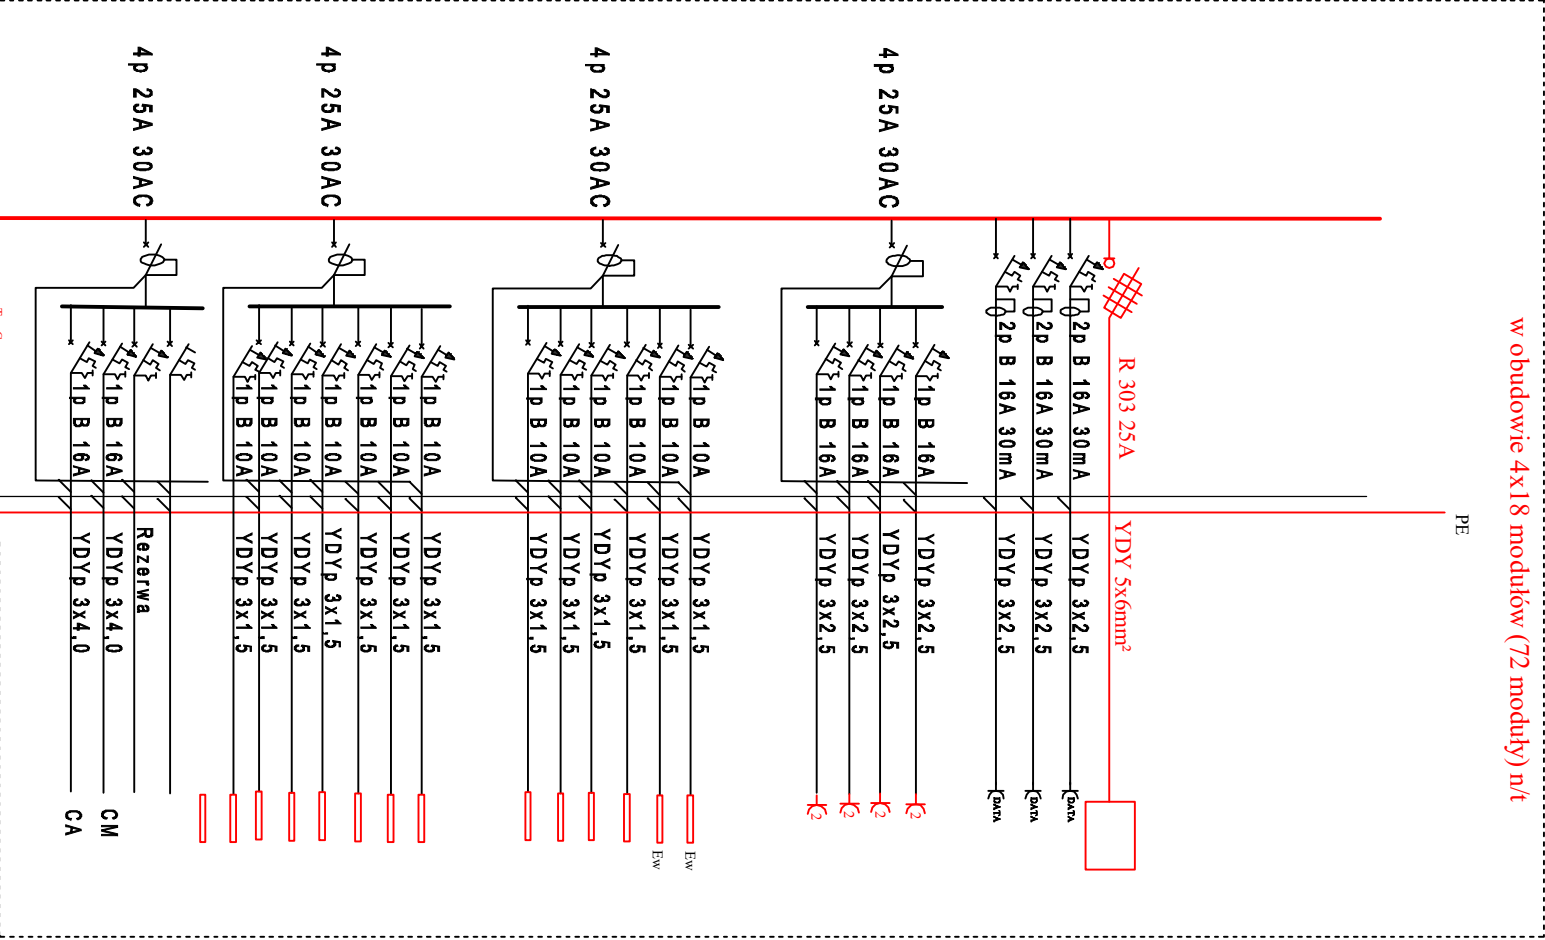 w obudowie 4x18 modułów (72 moduły) n/t
PE
R 303 25A YDY 5x6mm²
2p B 16A 30mA YDYp 3x2,5 DATA
2p B 16A 30mA YDYp 3x2,5 DATA
2p B 16A 30mA YDYp 3x2,5 DATA
1p B 16A YDYp 3x2,5 2
4p 25A 30AC
1p B 16A YDYp 3x2,5 2
1p B 16A YDYp 3x2,5 2
1p B 16A YDYp 3x2,5 2
1p B 10A YDYp 3x1,5 Ew
1p B 10A YDYp 3x1,5 Ew
1p B 10A YDYp 3x1,5
4p 25A 30AC
1p B 10A YDYp 3x1,5
1p B 10A YDYp 3x1,5
1p B 10A YDYp 3x1,5
1p B 10A YDYp 3x1,5
1p B 10A YDYp 3x1,5
1p B 10A YDYp 3x1,5
4p 25A 30AC
1p B 10A YDYp 3x1,5
1p B 10A YDYp 3x1,5
1p B 10A YDYp 3x1,5
1p B 10A YDYp 3x1,5
4p 25A 30AC
Rezerwa
1p B 16A YDYp 3x4,0 CM
1p B 16A YDYp 3x4,0 CA